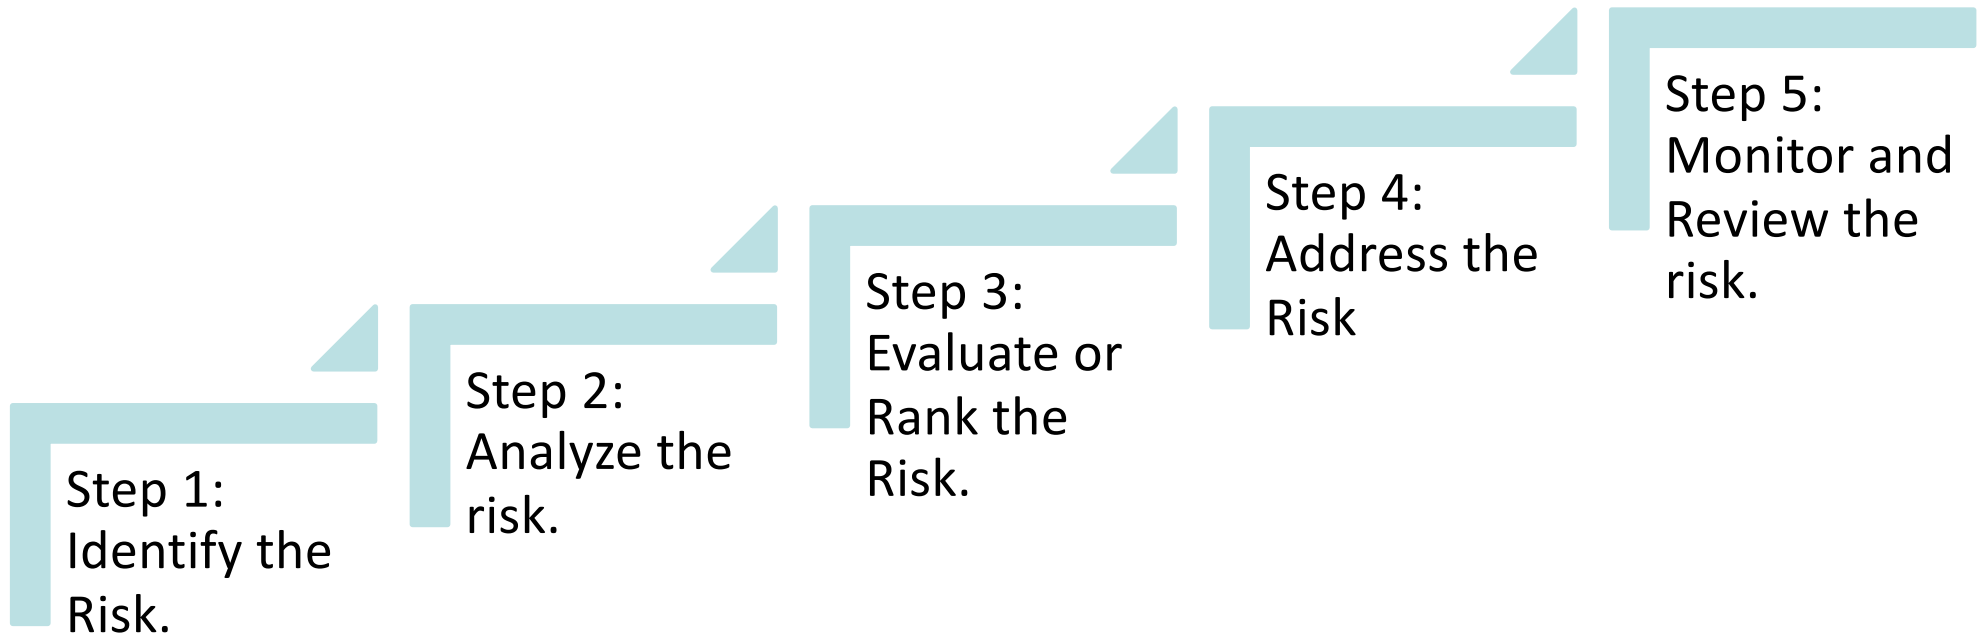 Step 1:
Identify the
Risk.
Step 2:
Analyze the
risk.
Step 3:
Evaluate or
Rank the
Risk.
Step 4:
Address the
Risk
Step 5:
Monitor and
Review the
risk.